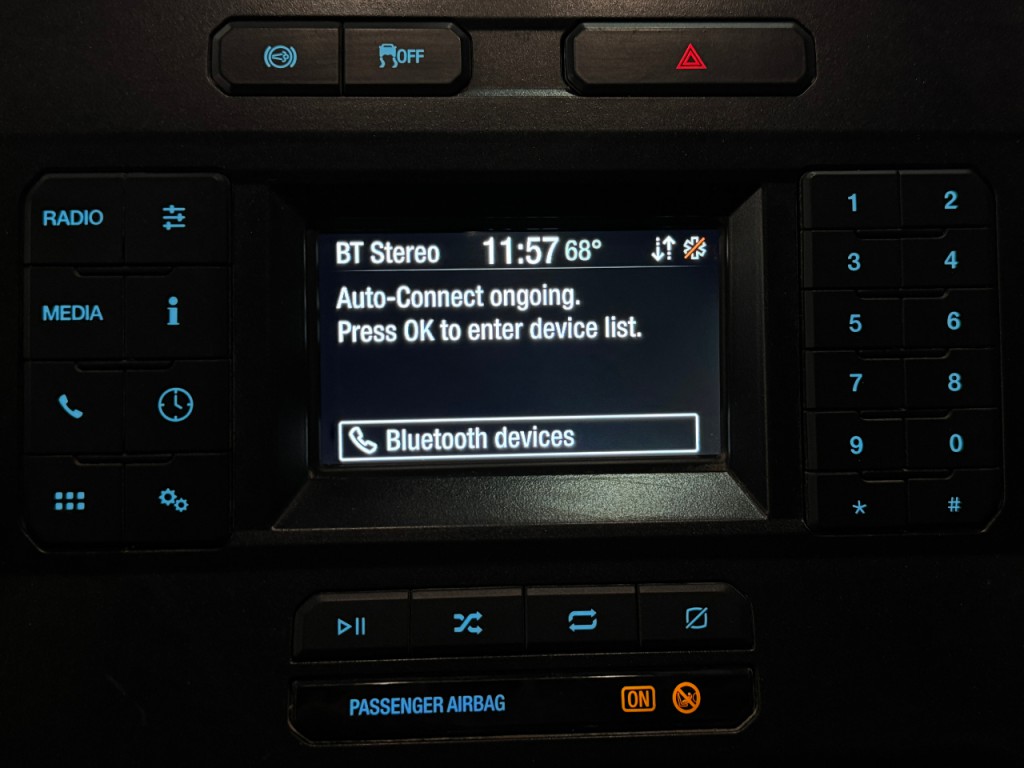 OFF
RADIO
MEDIA
BT Stereo 11:57 68°
Auto-Connect ongoing.
Press OK to enter device list.
Bluetooth devices
1 2
3 4
5 6
7 8
9 0
* #
PASSENGER AIRBAG ON